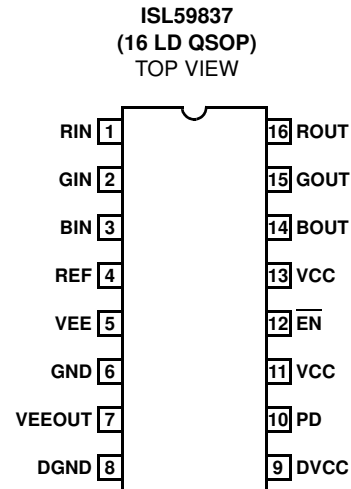 ISL59837
(16 LD QSOP)
TOP VIEW
RIN 1
16 ROUT
GIN 2
15 GOUT
BIN 3
14 BOUT
REF 4
13 VCC
VEE 5
12 EN
GND 6
11 VCC
VEEOUT 7
10 PD
DGND 8
9 DVCC